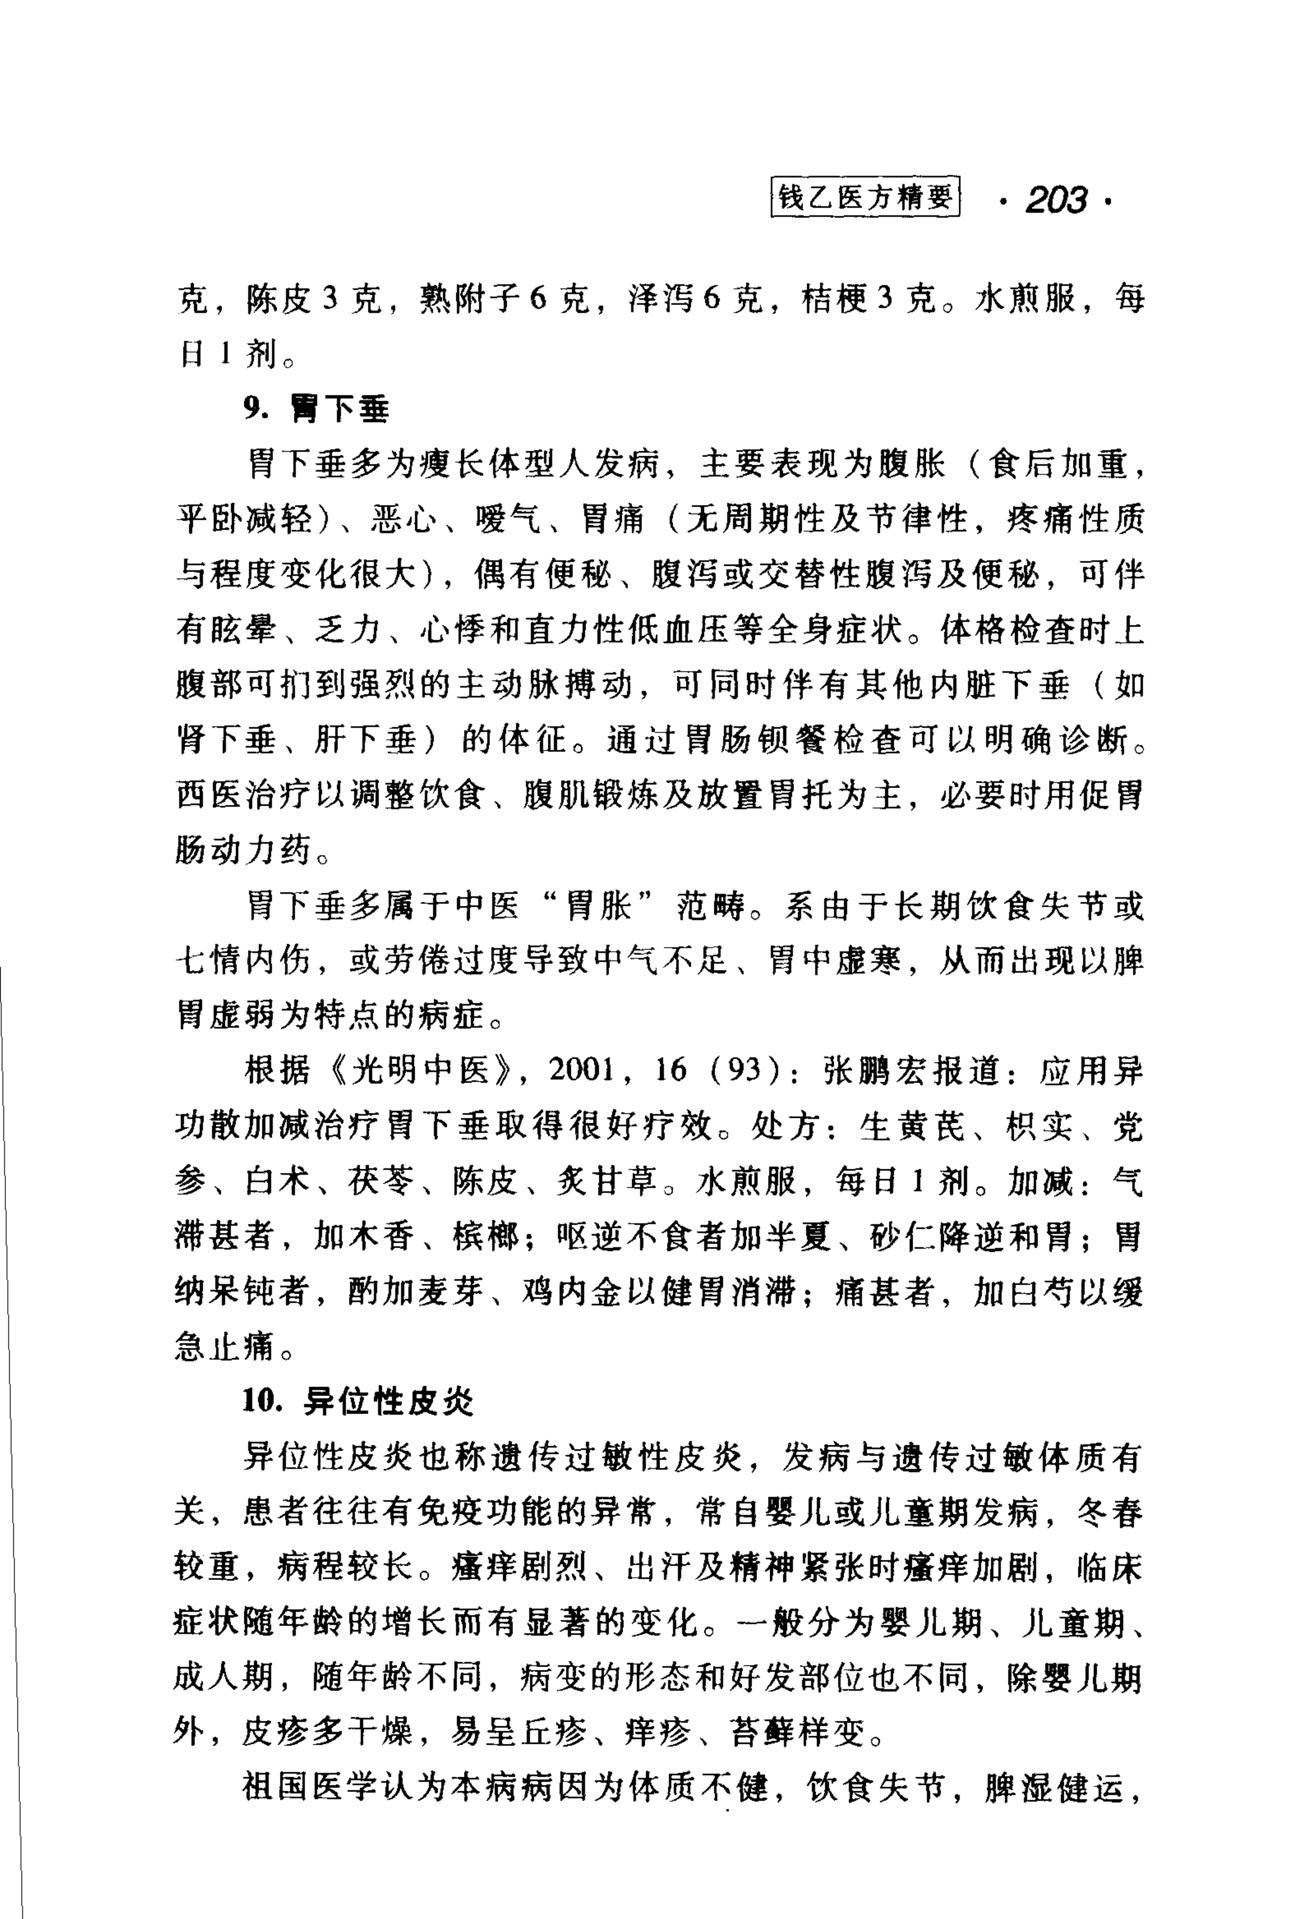 钱乙医方精要 · 203 ·
克，陈皮3克，熟附子6克，泽泻6克，桔梗3克。水煎服，每
日1剂。
9. 胃下垂
胃下垂多为瘦长体型人发病，主要表现为腹胀（食后加重，
平卧减轻）、恶心、嗳气、胃痛（无周期性及节律性，疼痛性质
与程度变化很大），偶有便秘、腹泻或交替性腹泻及便秘，可伴
有眩晕、乏力、心悸和直力性低血压等全身症状。体格检查时上
腹部可扪到强烈的主动脉搏动，可同时伴有其他内脏下垂（如
肾下垂、肝下垂）的体征。通过胃肠钡餐检查可以明确诊断。
西医治疗以调整饮食、腹肌锻炼及放置胃托为主，必要时用促胃
肠动力药。
胃下垂多属于中医“胃胀”范畴。系由于长期饮食失节或
七情内伤，或劳倦过度导致中气不足、胃中虚寒，从而出现以脾
胃虚弱为特点的病症。
根据《光明中医》，2001，16（93）：张鹏宏报道：应用异
功散加减治疗胃下垂取得很好疗效。处方：生黄芪、枳实、党
参、白术、茯苓、陈皮、炙甘草。水煎服，每日1剂。加减：气
滞甚者，加木香、槟榔；呕逆不食者加半夏、砂仁降逆和胃；胃
纳呆钝者，酌加麦芽、鸡内金以健胃消滞；痛甚者，加白芍以缓
急止痛。
10. 异位性皮炎
异位性皮炎也称遗传过敏性皮炎，发病与遗传过敏体质有
关，患者往往有免疫功能的异常，常自婴儿或儿童期发病，冬春
较重，病程较长。瘙痒剧烈、出汗及精神紧张时瘙痒加剧，临床
症状随年龄的增长而有显著的变化。一般分为婴儿期、儿童期、
成人期，随年龄不同，病变的形态和好发部位也不同，除婴儿期
外，皮疹多干燥，易呈丘疹、痒疹、苔藓样变。
祖国医学认为本病病因为体质不健，饮食失节，脾湿健运，